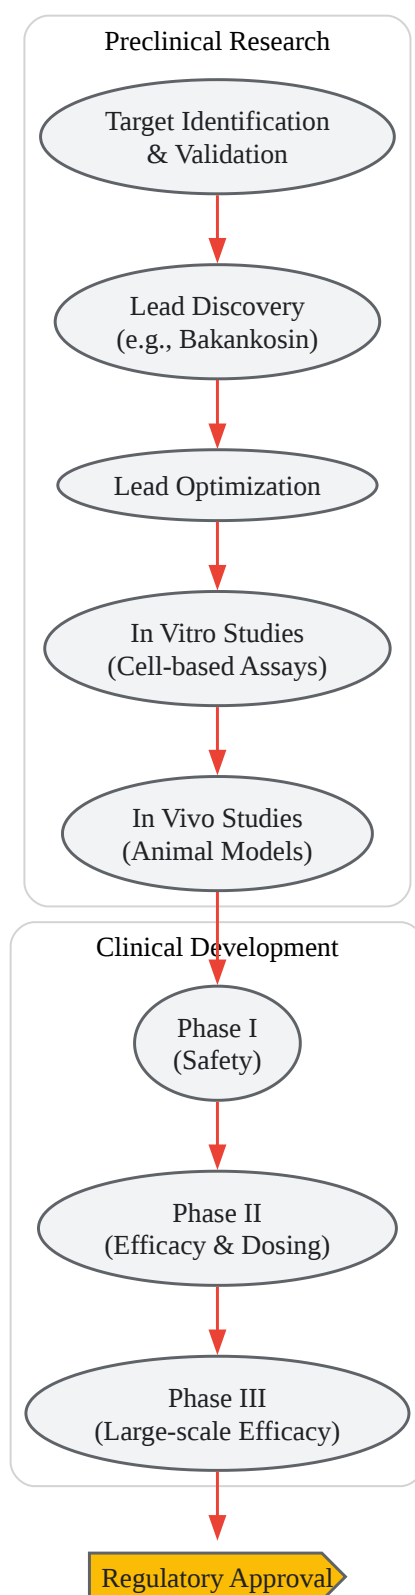 Preclinical Research
Target Identification
& Validation
Lead Discovery
(e.g., Bakankosin)
Lead Optimization
In Vitro Studies
(Cell-based Assays)
In Vivo Studies
(Animal Models)
Clinical Development
Phase I
(Safety)
Phase II
(Efficacy & Dosing)
Phase III
(Large-scale Efficacy)
Regulatory Approval